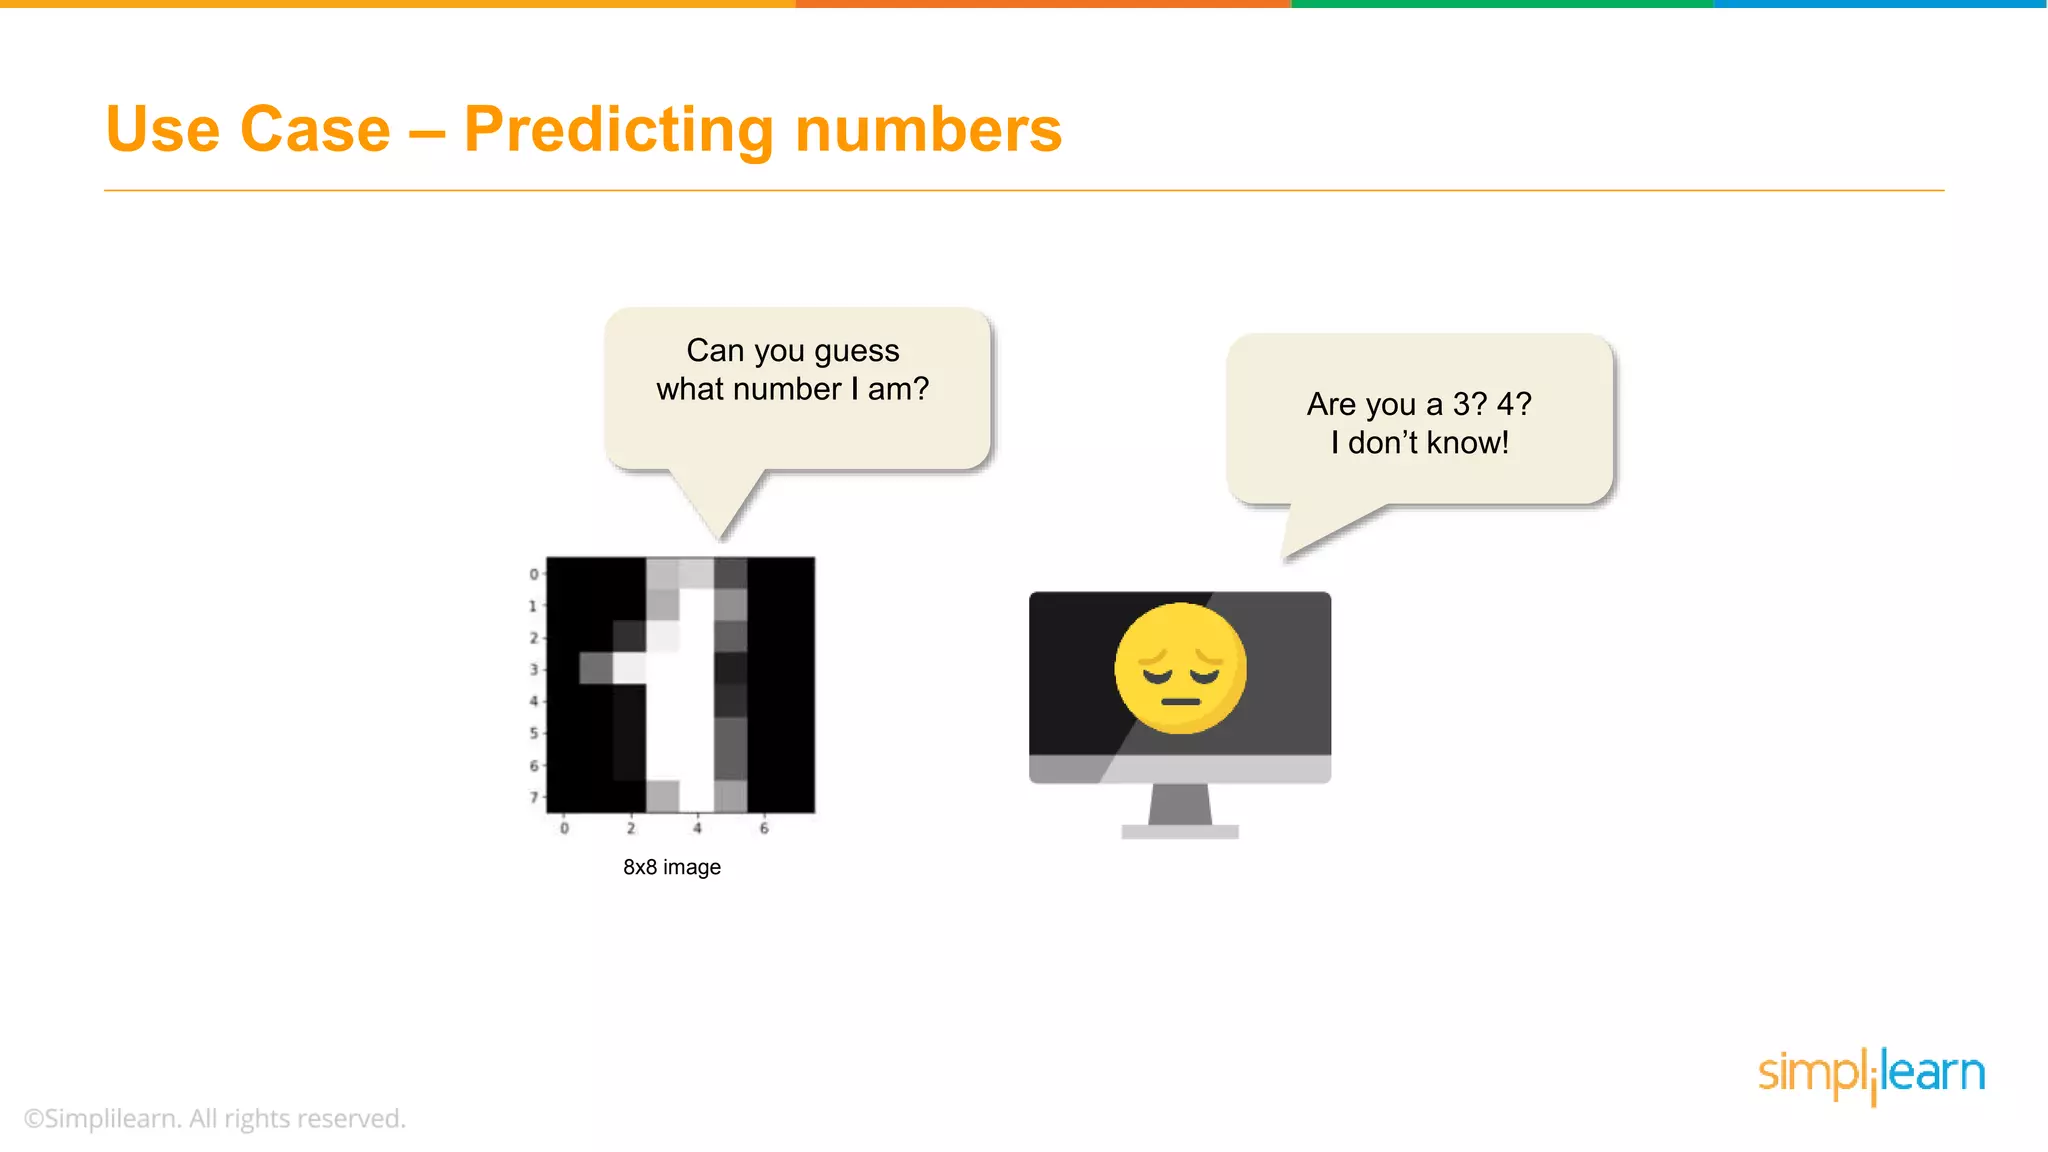 Use Case – Predicting numbers
Can you guess
what number I am?
Are you a 3? 4?
I don’t know!
0
1
2
3
4
5
6
7
0 2 4 6
8x8 image
simplilearn
©Simplilearn. All rights reserved.